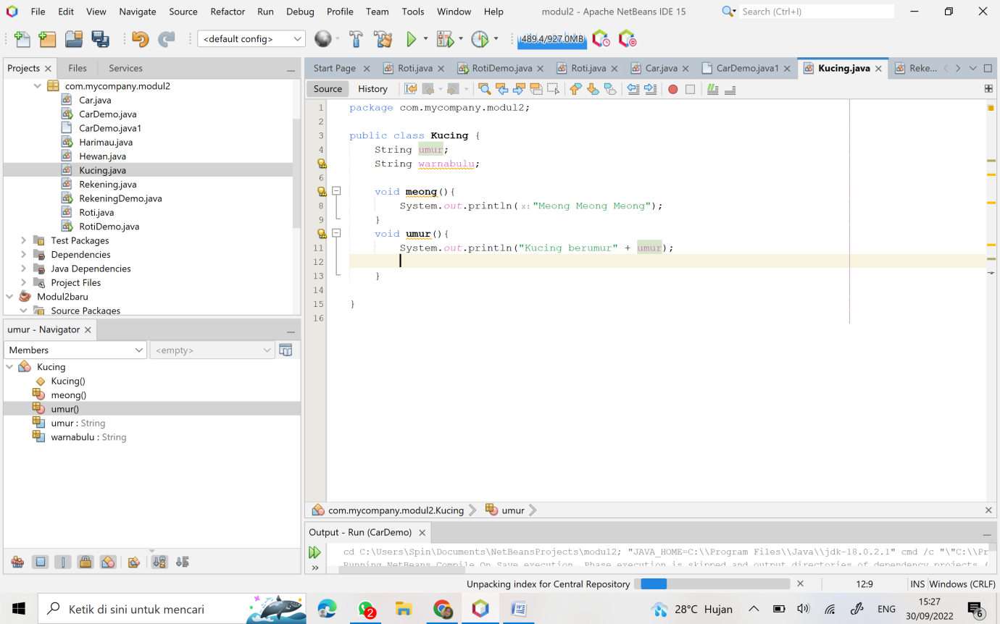 File Edit View Navigate Source Refactor Run Debug Profile Team Tools Window Help modul2 - Apache NetBeans IDE 15 Search (Ctrl+I)
<default config> 489.4/927.0MB
Projects Files Services
Start Page Roti.java RotiDemo.java Roti.java Car.java CarDemo.java1 Kucing.java Reke...
com.mycompany.modul2
Car.java
CarDemo.java
CarDemo.java1
Harimau.java
Hewan.java
Kucing.java
Rekening.java
RekeningDemo.java
Roti.java
RotiDemo.java
Test Packages
Dependencies
Java Dependencies
Project Files
Modul2baru
Source Packages
umur - Navigator
Members <empty>
Kucing
Kucing()
meong()
umur()
umur : String
warnabulu : String
Source History
1 package com.mycompany.modul2;
2
3 public class Kucing {
4 String umur;
String warnabulu;
6
void meong(){
8 System.out.println( x: "Meong Meong Meong");
9 }
void umur(){
11 System.out.println("Kucing berumur" + umur);
12
13 }
14
15 }
16
com.mycompany.modul2.Kucing umur
Output - Run (CarDemo)
cd C:\Users\Spin\Documents\NetBeansProjects\modul2; "JAVA_HOME=C:\\Program Files\\Java\\jdk-18.0.2.1" cmd /c "\"C:\\Pr
Running NetBeans Compile On Save execution. Phase execution is skipped and output directories of dependency projects (
Unpacking index for Central Repository 12:9 INS Windows (CRLF)
Ketik di sini untuk mencari 2 28°C Hujan ENG 15:27
30/09/2022 6